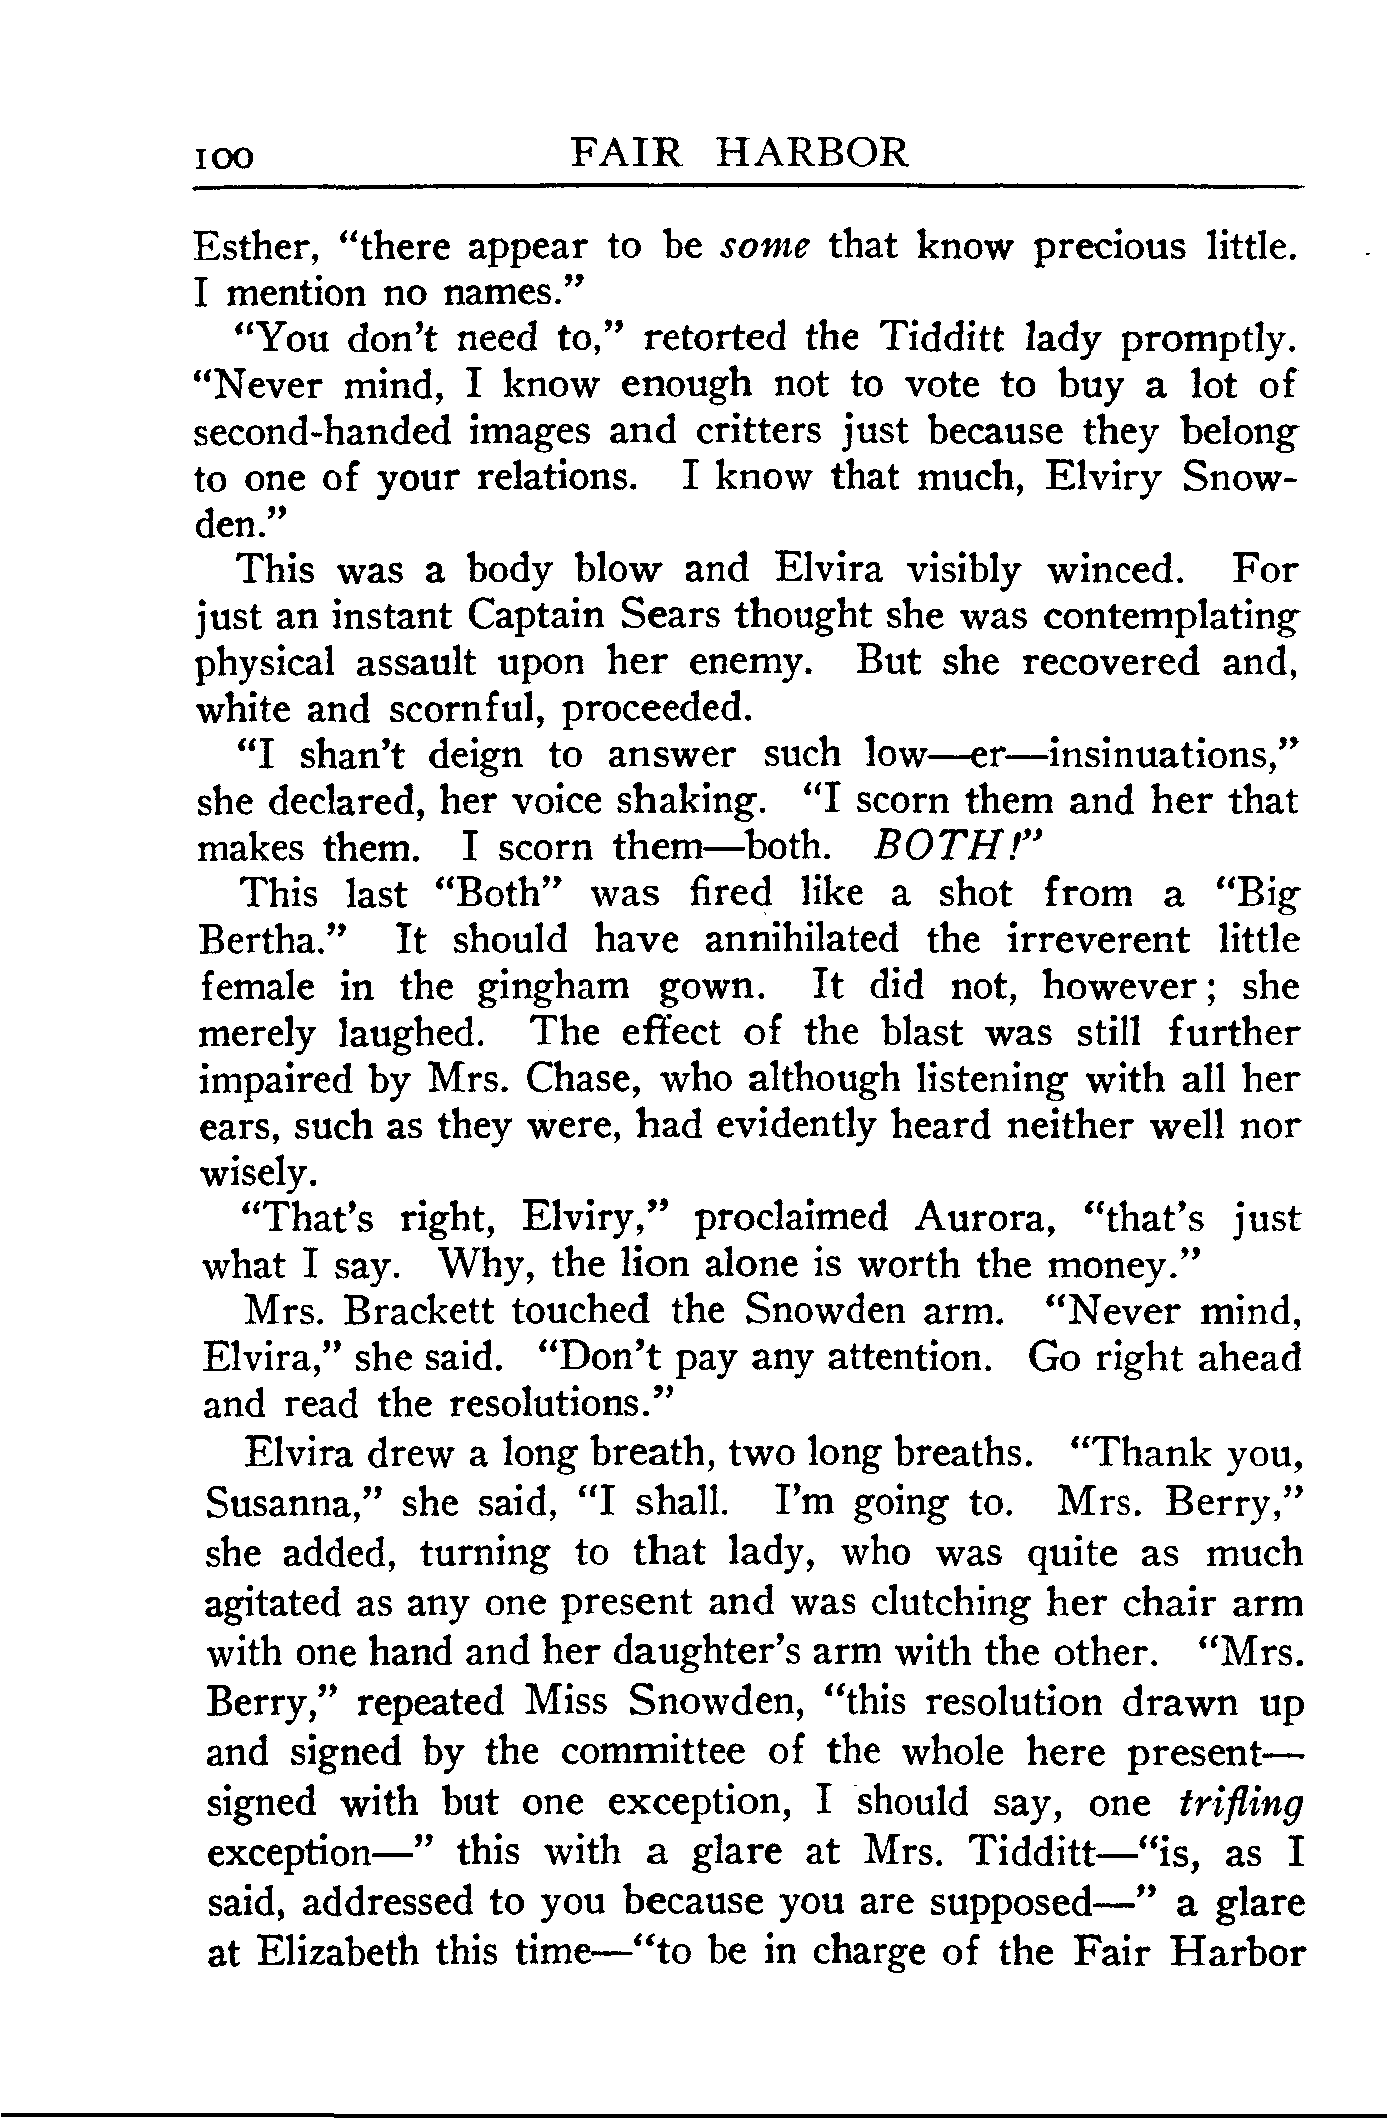 100 FAIR HARBOR
Esther, “there appear to be some that know precious little.
I mention no names.”
“You don’t need to,” retorted the Tidditt lady promptly.
“Never mind, I know enough not to vote to buy a lot of
second-handed images and critters just because they belong
to one of your relations. I know that much, Elviry Snow-
den.”
This was a body blow and Elvira visibly winced. For
just an instant Captain Sears thought she was contemplating
physical assault upon her enemy. But she recovered and,
white and scornful, proceeded.
“I shan’t deign to answer such low—er—insinuations,”
she declared, her voice shaking. “I scorn them and her that
makes them. I scorn them—both. BOTH!”
This last “Both” was fired like a shot from a “Big
Bertha.” It should have annihilated the irreverent little
female in the gingham gown. It did not, however; she
merely laughed. The effect of the blast was still further
impaired by Mrs. Chase, who although listening with all her
ears, such as they were, had evidently heard neither well nor
wisely.
“That’s right, Elviry,” proclaimed Aurora, “that’s just
what I say. Why, the lion alone is worth the money.”
Mrs. Brackett touched the Snowden arm. “Never mind,
Elvira,” she said. “Don’t pay any attention. Go right ahead
and read the resolutions.”
Elvira drew a long breath, two long breaths. “Thank you,
Susanna,” she said, “I shall. I’m going to. Mrs. Berry,”
she added, turning to that lady, who was quite as much
agitated as any one present and was clutching her chair arm
with one hand and her daughter’s arm with the other. “Mrs.
Berry,” repeated Miss Snowden, “this resolution drawn up
and signed by the committee of the whole here present—
signed with but one exception, I should say, one trifling
exception—” this with a glare at Mrs. Tidditt—“is, as I
said, addressed to you because you are supposed—” a glare
at Elizabeth this time—“to be in charge of the Fair Harbor